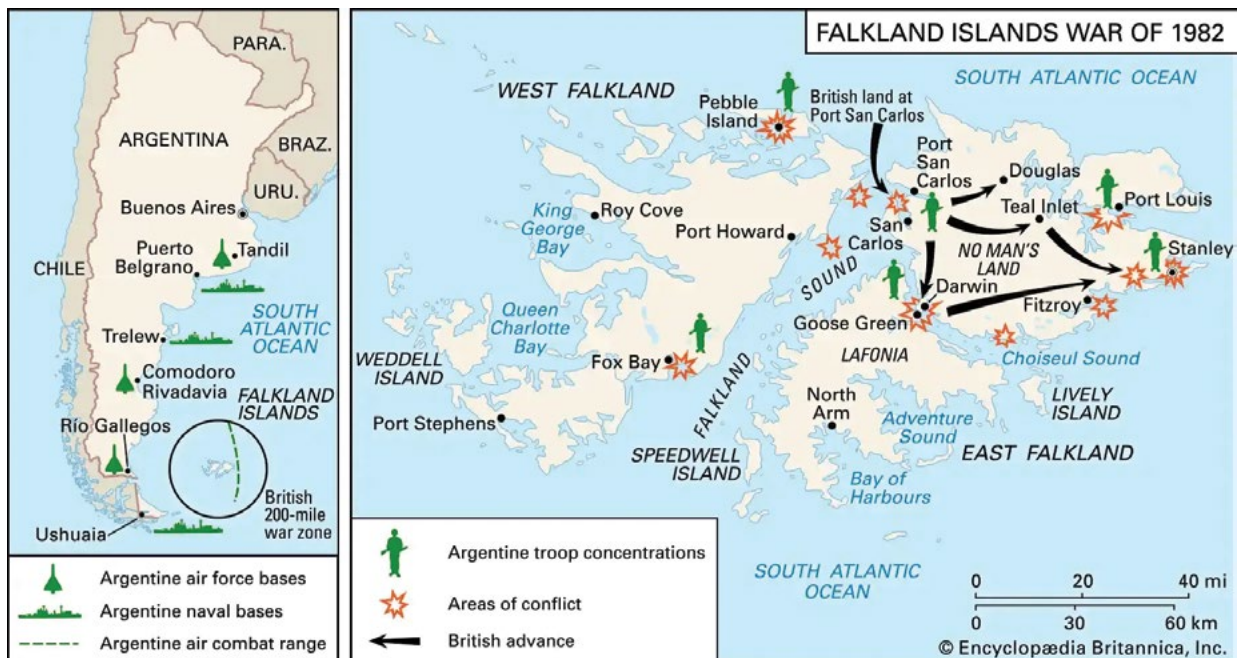 PARA.
ARGENTINA
BRAZ.
URU.
Buenos Aires
Tandil
Puerto
Belgrano
CHILE
SOUTH
ATLANTIC
OCEAN
Trelew
Comodoro
Rivadavia
FALKLAND
ISLANDS
Río Gallegos
British
200-mile
war zone
Ushuaia
Argentine air force bases
Argentine naval bases
Argentine air combat range
FALKLAND ISLANDS WAR OF 1982
SOUTH ATLANTIC
OCEAN
WEST FALKLAND
Pebble
Island
British land at
Port San Carlos
Port
San
Carlos
Douglas
Teal Inlet
Port Louis
King
George
Bay
Roy Cove
Port Howard
San
Carlos
NO MAN'S
LAND
Stanley
Darwin
Fitzroy
Goose Green
Queen
Charlotte
Bay
FALKLAND SOUND
LAFONIA
Choiseul Sound
WEDDELL
ISLAND
Fox Bay
LIVELY
ISLAND
Port Stephens
North
Arm
Adventure
Sound
SPEEDWELL
ISLAND
EAST FALKLAND
Bay of
Harbours
Argentine troop concentrations
Areas of conflict
British advance
SOUTH ATLANTIC
OCEAN
0 20 40 mi
0 30 60 km
© Encyclopædia Britannica, Inc.